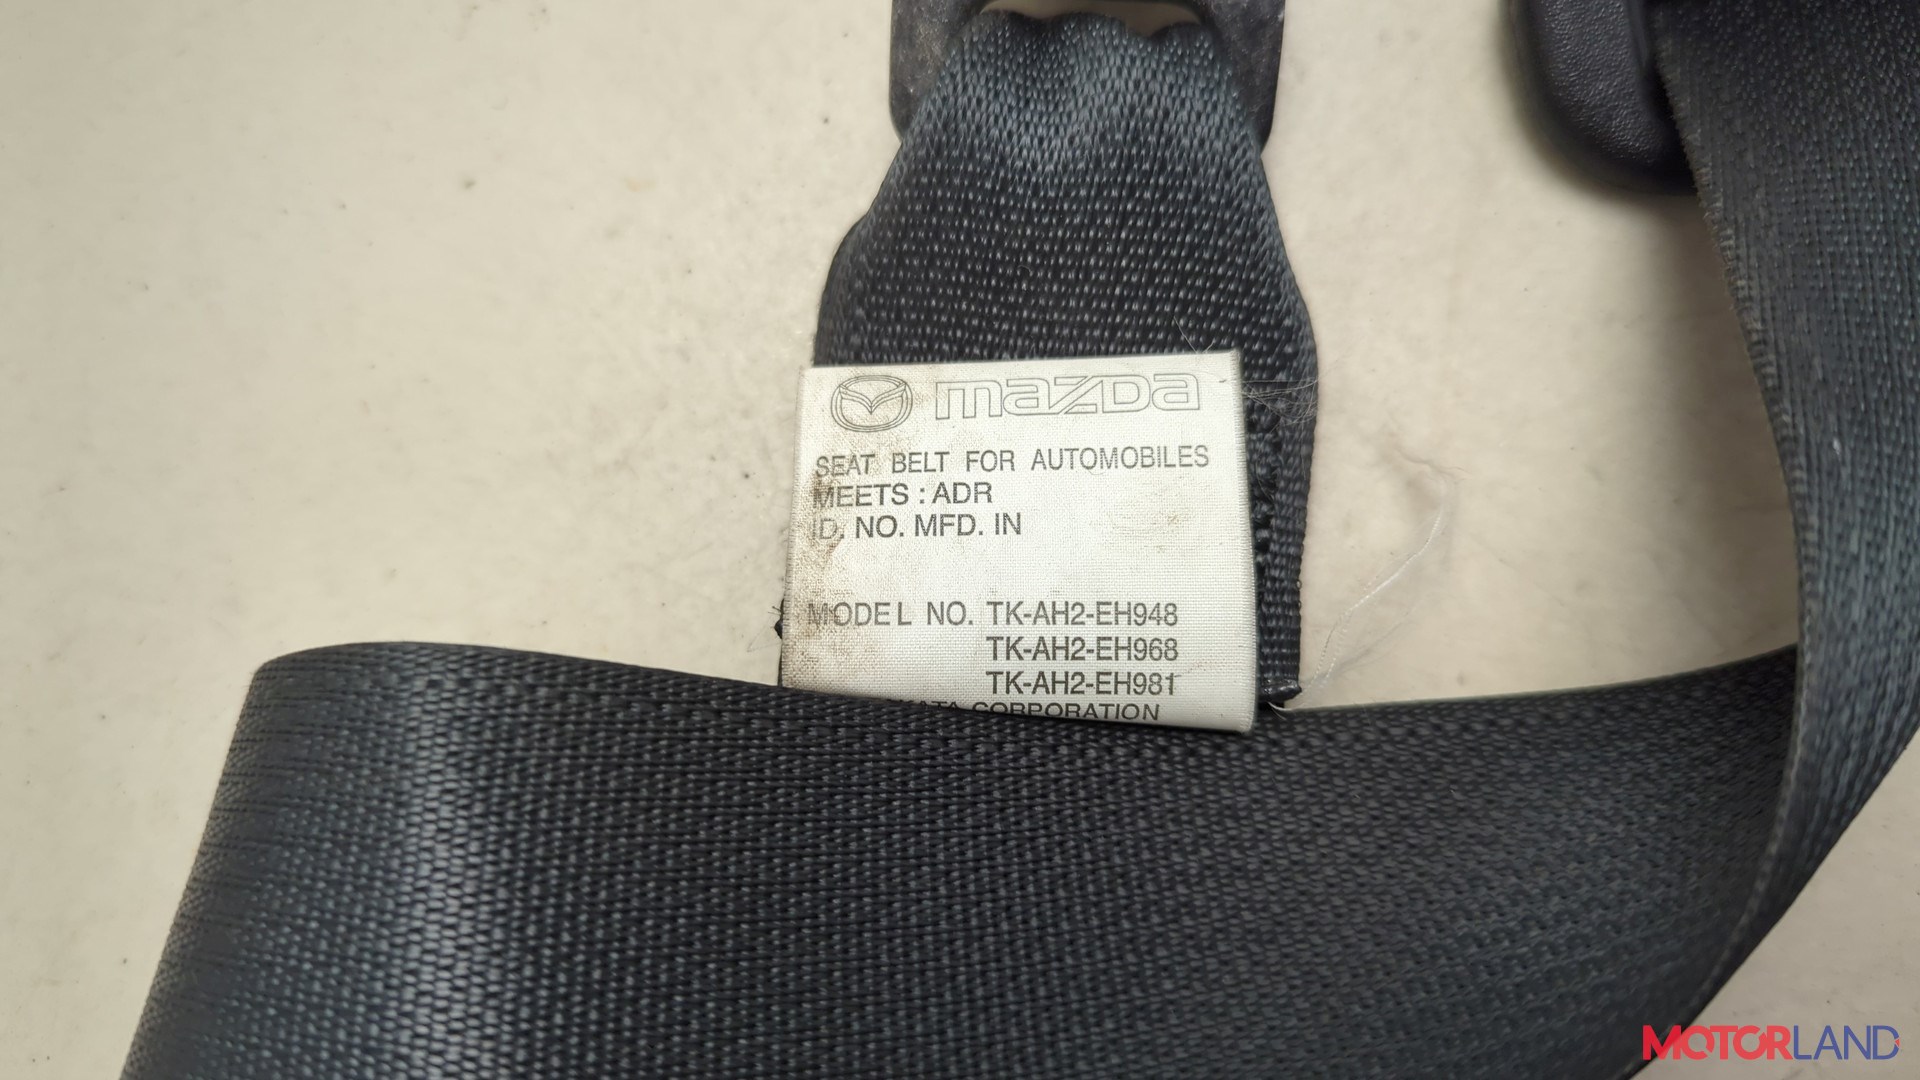 mazda
SEAT BELT FOR AUTOMOBILES
MEETS : ADR
ID. NO. MFD. IN
MODEL NO. TK-AH2-EH948
TK-AH2-EH968
TK-AH2-EH981
CORPORATION
MOTORLAND